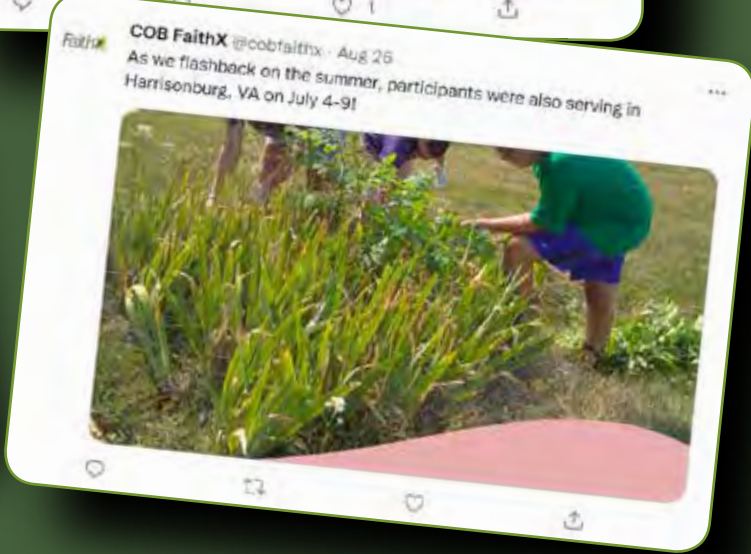 1
FaithX
COB FaithX @cobfaithx · Aug 26
As we flashback on the summer, participants were also serving in
Harrisonburg, VA on July 4-9!